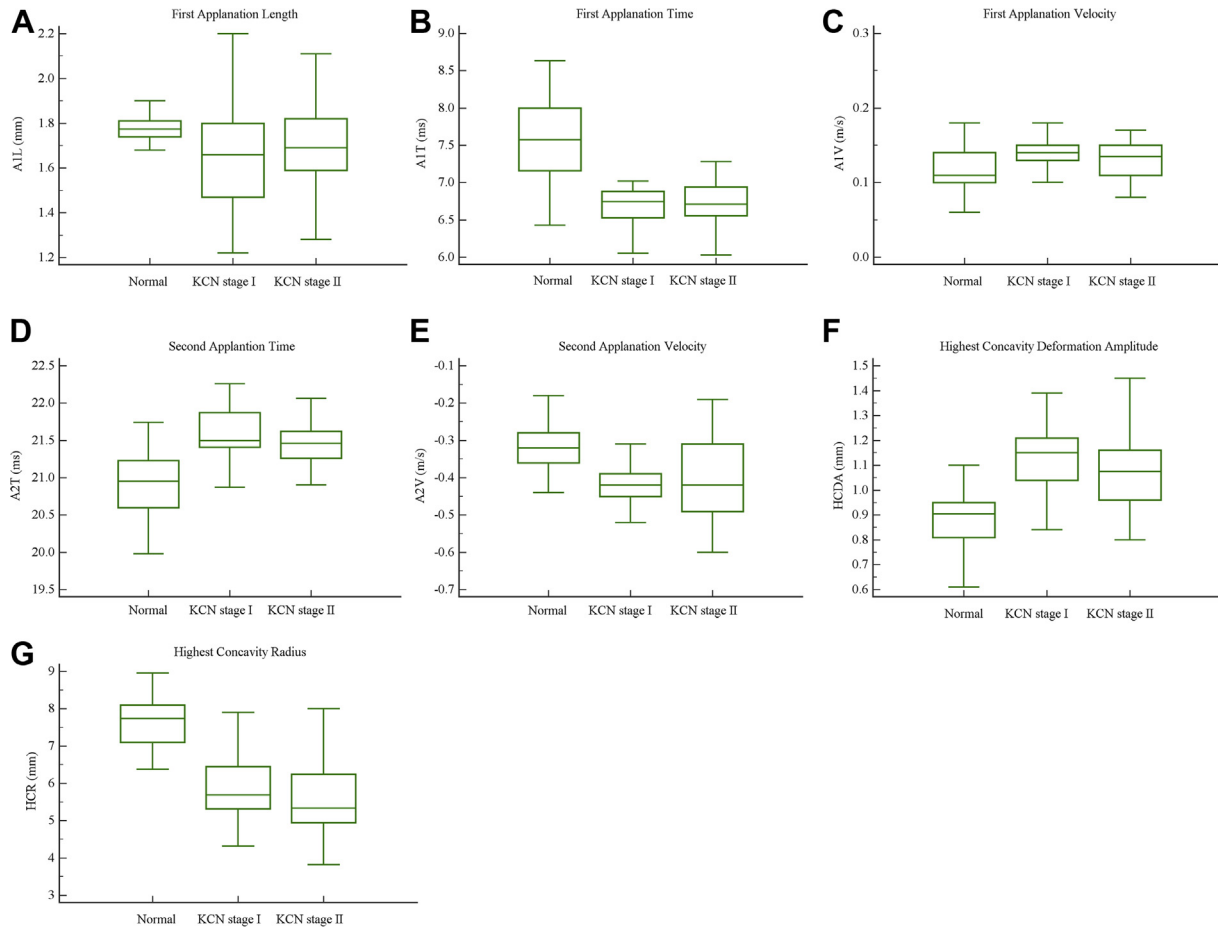 A
First Applanation Length
A1L (mm)
2.2
2.0
1.8
1.6
1.4
1.2
Normal KCN stage I KCN stage II
B
First Applanation Time
A1T (ms)
9.0
8.5
8.0
7.5
7.0
6.5
6.0
Normal KCN stage I KCN stage II
C
First Applanation Velocity
A1V (m/s)
0.3
0.2
0.1
0.0
Normal KCN stage I KCN stage II
D
Second Applantion Time
A2T (ms)
22.5
22.0
21.5
21.0
20.5
20.0
19.5
Normal KCN stage I KCN stage II
E
Second Applanation Velocity
A2V (m/s)
-0.1
-0.2
-0.3
-0.4
-0.5
-0.6
-0.7
Normal KCN stage I KCN stage II
F
Highest Concavity Deformation Amplitude
HCDA (mm)
1.5
1.4
1.3
1.2
1.1
1.0
0.9
0.8
0.7
0.6
Normal KCN stage I KCN stage II
G
Highest Concavity Radius
HCR (mm)
9
8
7
6
5
4
3
Normal KCN stage I KCN stage II